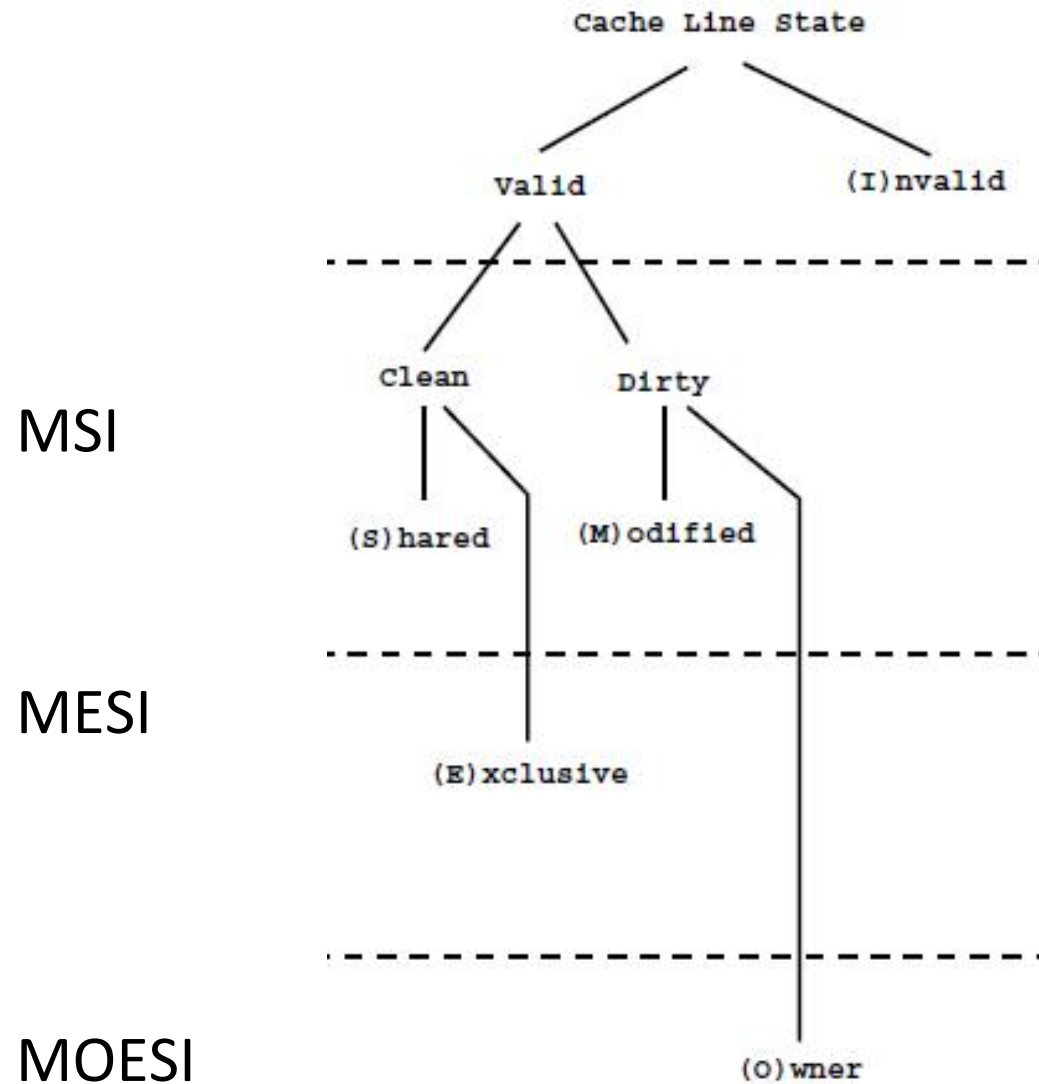 Cache Line State
Valid
(I)nvalid
Clean
Dirty
MSI
(S)hared
(M)odified
MESI
(E)xclusive
MOESI
(O)wner